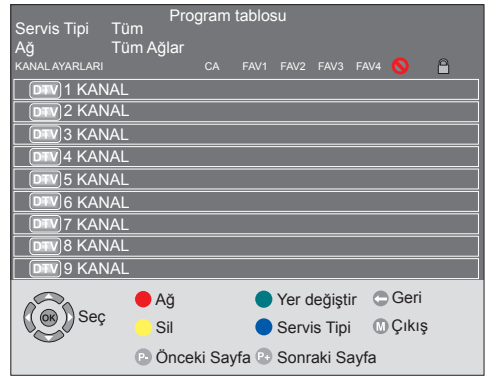 Program tablosu
Servis Tipi Tüm
Ağ Tüm Ağlar
KANAL AYARLARI CA FAV1 FAV2 FAV3 FAV4
DTV 1 KANAL
DTV 2 KANAL
DTV 3 KANAL
DTV 4 KANAL
DTV 5 KANAL
DTV 6 KANAL
DTV 7 KANAL
DTV 8 KANAL
DTV 9 KANAL
OK Seç Ağ Yer değiştir Geri
Sil Servis Tipi M Çıkış
P- Önceki Sayfa P+ Sonraki Sayfa